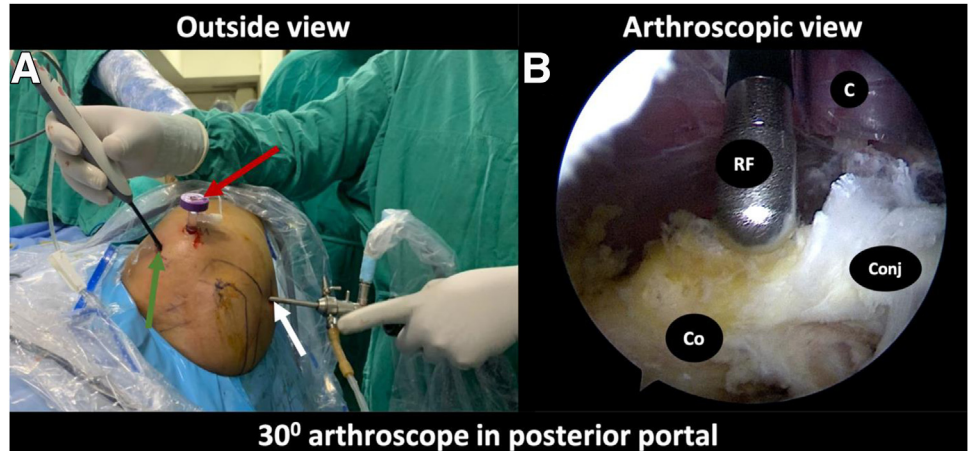 Outside view
Arthroscopic view
A
B
C
RF
Conj
Co
30⁰ arthroscope in posterior portal